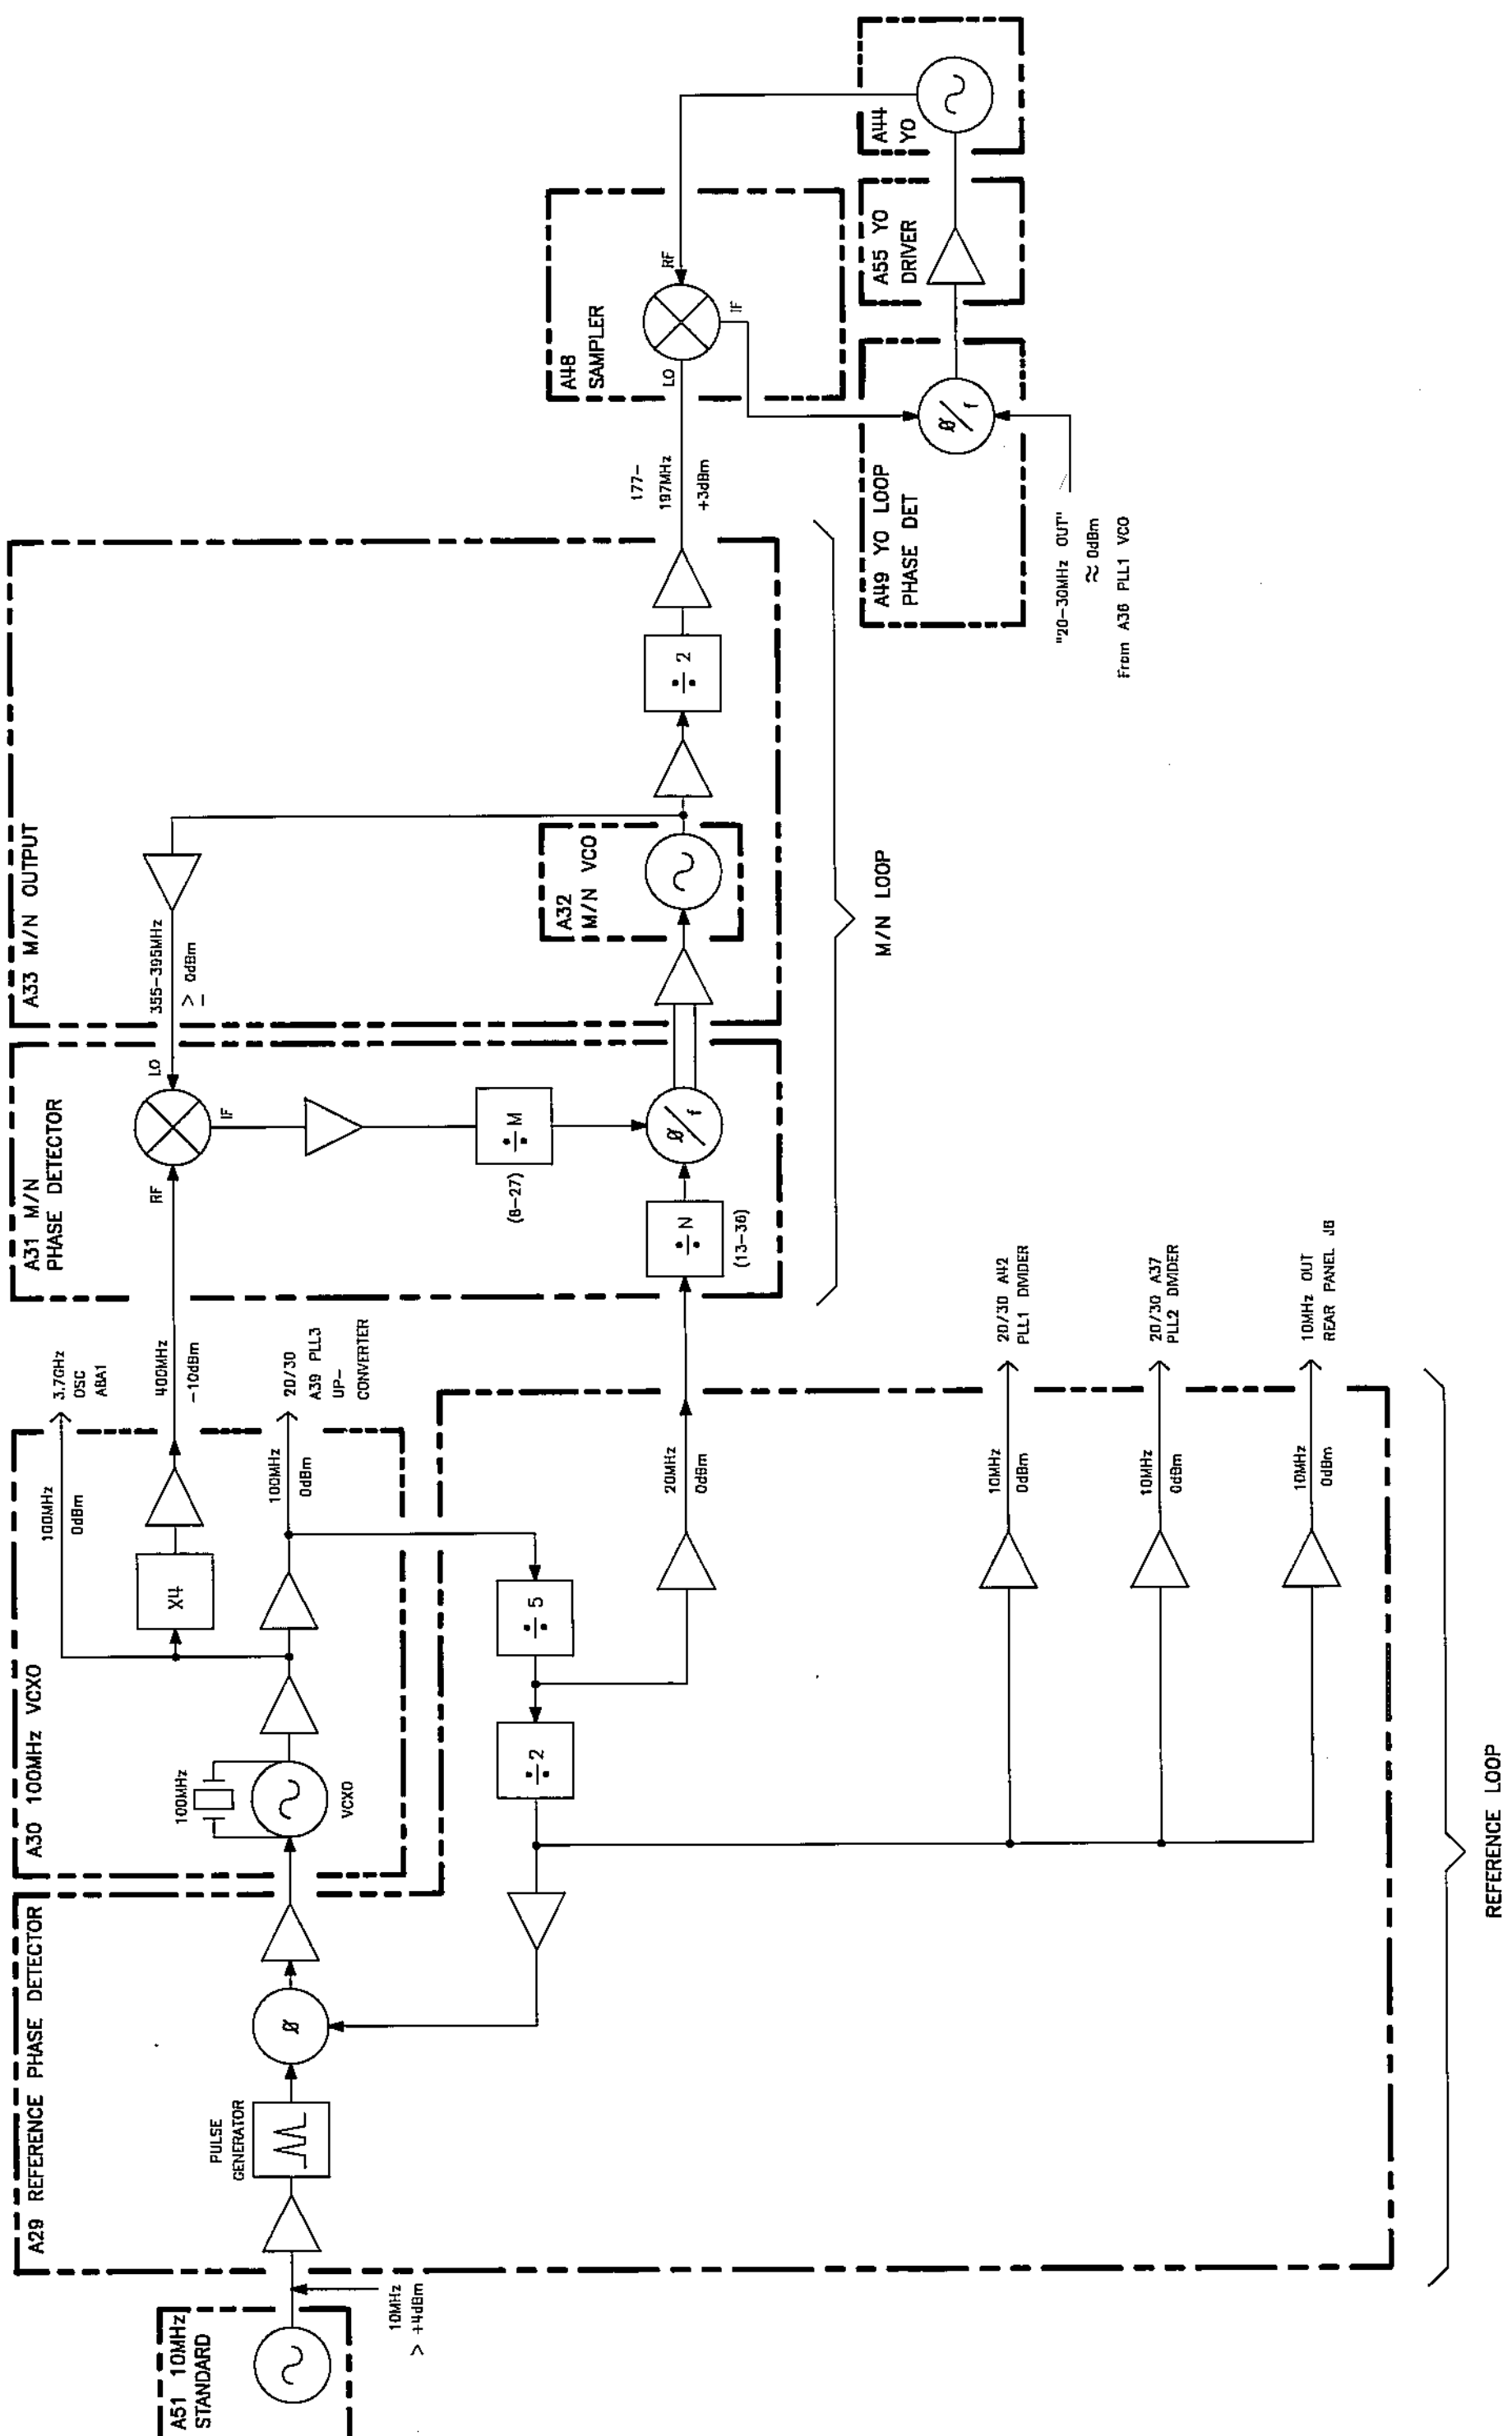 A51 10MHz
STANDARD
10MHz
> +4dBm
A29 REFERENCE PHASE DETECTOR
PULSE
GENERATOR
Ø
A30 100MHz VCXO
100MHz
VCXO
X4
100MHz
0dBm
3.7GHz
OSC
A8A1
400MHz
-10dBm
100MHz
0dBm
20/30
A39 PLL3
UP-
CONVERTER
÷ 5
÷ 2
20MHz
0dBm
10MHz
0dBm
20/30 A42
PLL1 DIVIDER
10MHz
0dBm
20/30 A37
PLL2 DIVIDER
10MHz
0dBm
10MHz OUT
REAR PANEL J8
REFERENCE LOOP
A31 M/N
PHASE DETECTOR
RF
LO
IF
÷ M
(8-27)
÷ N
(13-36)
Ø/f
A33 M/N OUTPUT
355-395MHz
≥ 0dBm
A32
M/N VCO
÷ 2
M/N LOOP
177-
197MHz
+3dBm
A48
SAMPLER
LO
RF
IF
A49 YO LOOP
PHASE DET
Ø/f
"20-30MHz OUT"
≈ 0dBm
From A36 PLL1 VCO
A55 YO
DRIVER
A44
YO